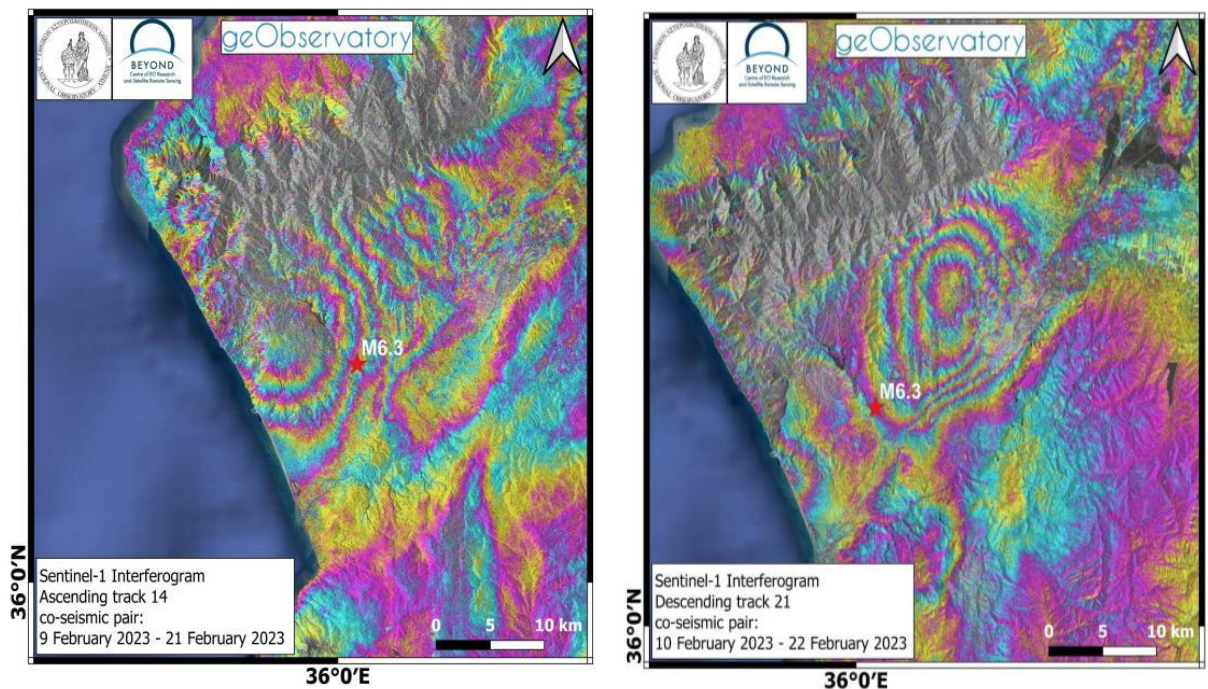 geObservatory
BEYOND
Centre of EO Research
and Satellite Remote Sensing
M6.3
36°0'N
Sentinel-1 Interferogram
Ascending track 14
co-seismic pair:
9 February 2023 - 21 February 2023
0 5 10 km
36°0'E
geObservatory
BEYOND
Centre of EO Research
and Satellite Remote Sensing
M6.3
36°0'N
Sentinel-1 Interferogram
Descending track 21
co-seismic pair:
10 February 2023 - 22 February 2023
0 5 10 km
36°0'E